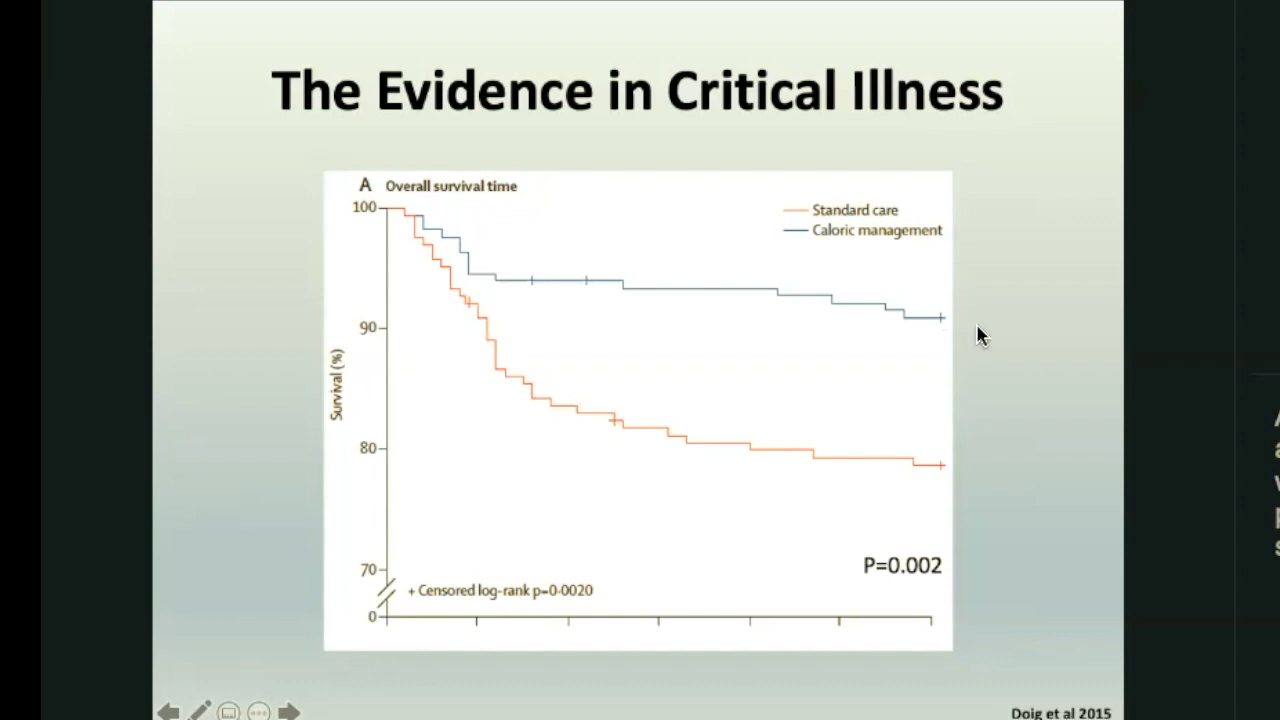 The Evidence in Critical Illness
A Overall survival time
Standard care
Caloric management
100
90
80
70
0
Survival (%)
P=0.002
+ Censored log-rank p=0·0020
Doig et al 2015